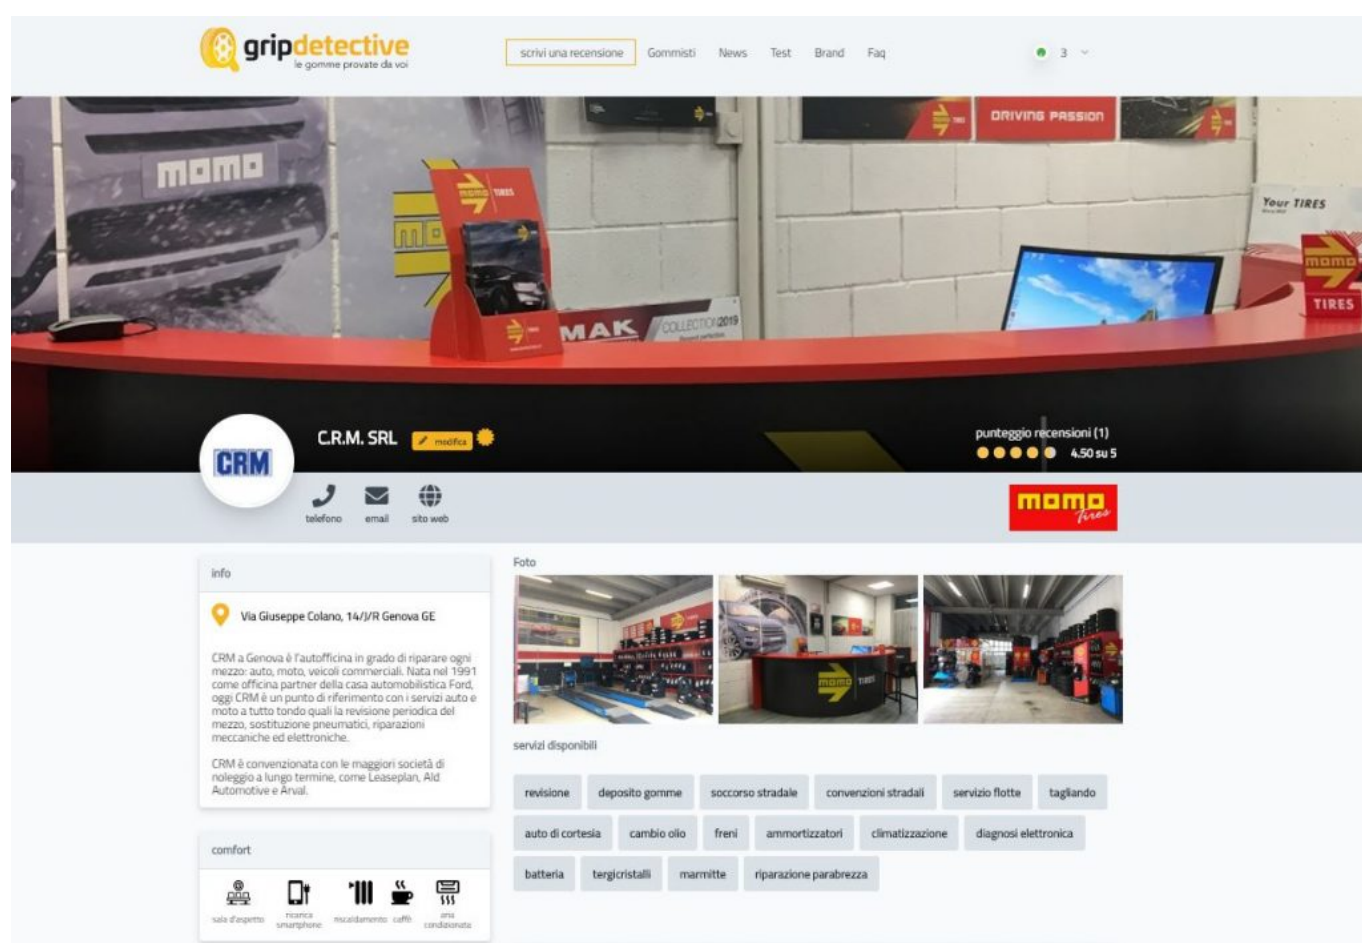 gripdetective
le gomme provate da voi
scrivi una recensione Gommisti News Test Brand Faq 3
momo
momo TIRES
DRIVING PASSION
Your TIRES
momo
TIRES
MAK COLLECTION2019
C.R.M. SRL modifica
punteggio recensioni (1)
4.50 su 5
CRM
telefono email sito web
momo
Tires
info
Via Giuseppe Colano, 14/J/R Genova GE
CRM a Genova è l'autofficina in grado di riparare ogni
mezzo: auto, moto, veicoli commerciali. Nata nel 1991
come officina partner della casa automobilistica Ford,
oggi CRM è un punto di riferimento con i servizi auto e
moto a tutto tondo quali la revisione periodica del
mezzo, sostituzione pneumatici, riparazioni
meccaniche ed elettroniche.
CRM è convenzionata con le maggiori società di
noleggio a lungo termine, come Leaseplan, Ald
Automotive e Arval.
comfort
sala d'aspetto
ricarica
smartphone
riscaldamento
caffè
aria
condizionata
Foto
momo TIRES
servizi disponibili
revisione deposito gomme soccorso stradale convenzioni stradali servizio flotte tagliando
auto di cortesia cambio olio freni ammortizzatori climatizzazione diagnosi elettronica
batteria tergicristalli marmitte riparazione parabrezza